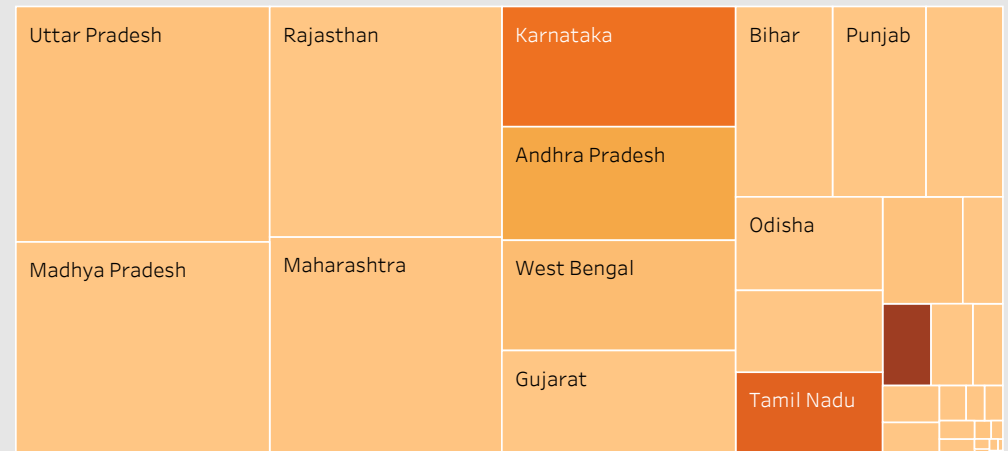 Uttar Pradesh
Madhya Pradesh
Rajasthan
Maharashtra
Karnataka
Andhra Pradesh
West Bengal
Gujarat
Bihar
Punjab
Odisha
Tamil Nadu